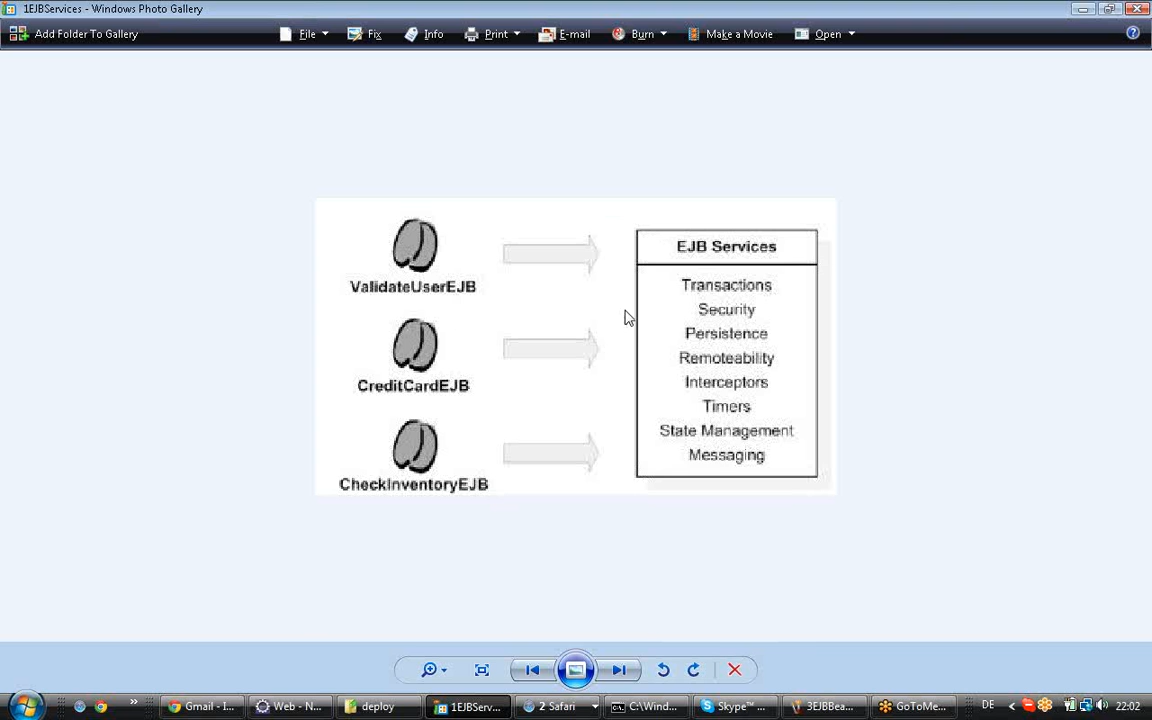 1EJBServices - Windows Photo Gallery
Add Folder To Gallery
File
Fix
Info
Print
E-mail
Burn
Make a Movie
Open
ValidateUserEJB
CreditCardEJB
CheckInventoryEJB
EJB Services
Transactions
Security
Persistence
Remoteability
Interceptors
Timers
State Management
Messaging
Gmail - I...
Web - N...
deploy
1EJBServ...
2 Safari
C:\Wind...
Skype™ ...
3EJBBea...
GoToMe...
DE
22:02